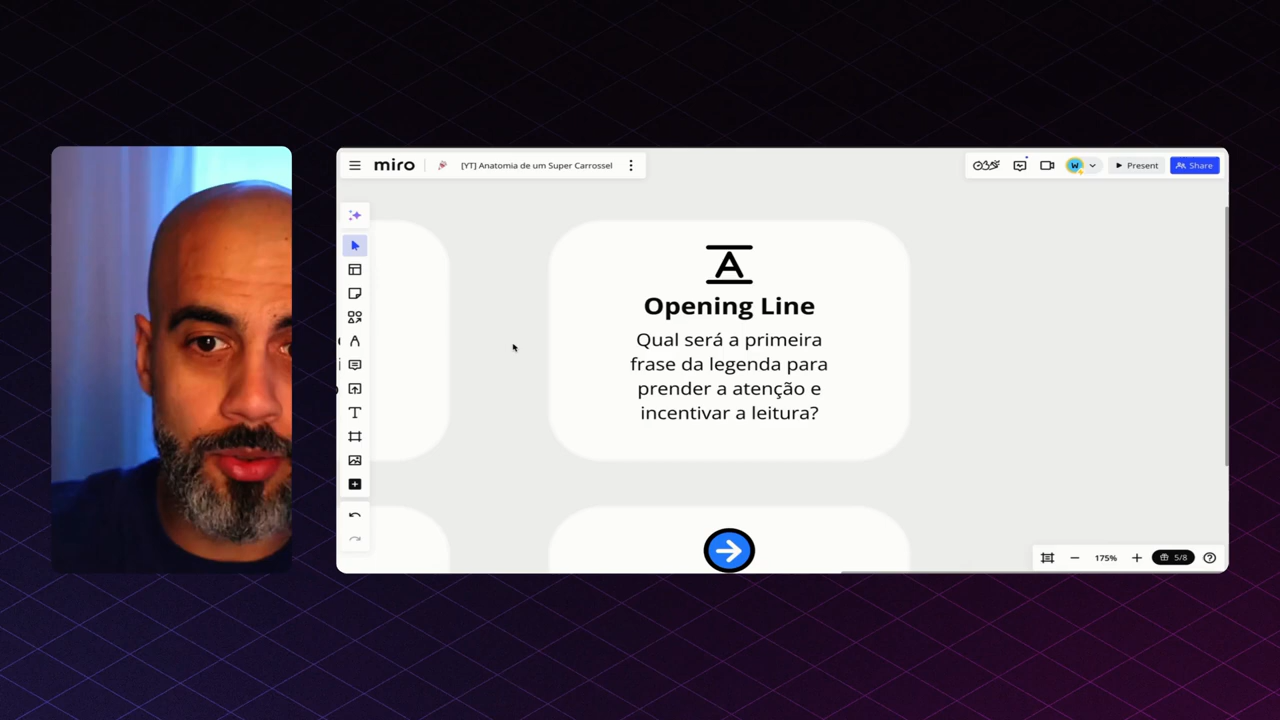 miro
[YT] Anatomia de um Super Carrossel
W
Present
Share
A
Opening Line
Qual será a primeira
frase da legenda para
prender a atenção e
incentivar a leitura?
175%
5/8